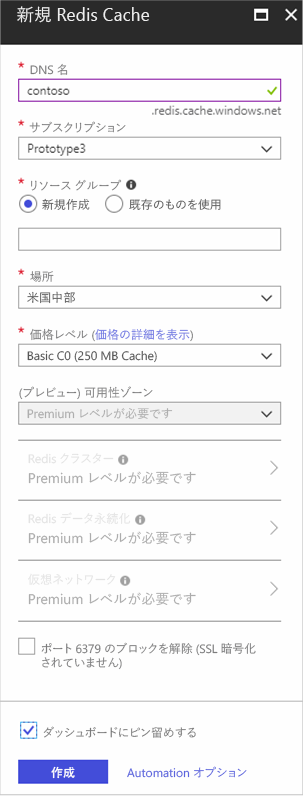 新規 Redis Cache
* DNS 名
contoso
.redis.cache.windows.net
* サブスクリプション
Prototype3
* リソース グループ
新規作成 既存のものを使用
* 場所
米国中部
* 価格レベル (価格の詳細を表示)
Basic C0 (250 MB Cache)
(プレビュー) 可用性ゾーン
Premium レベルが必要です
Redis クラスター
Premium レベルが必要です
Redis データ永続化
Premium レベルが必要です
仮想ネットワーク
Premium レベルが必要です
ポート 6379 のブロックを解除 (SSL 暗号化
されていません)
ダッシュボードにピン留めする
作成 Automation オプション